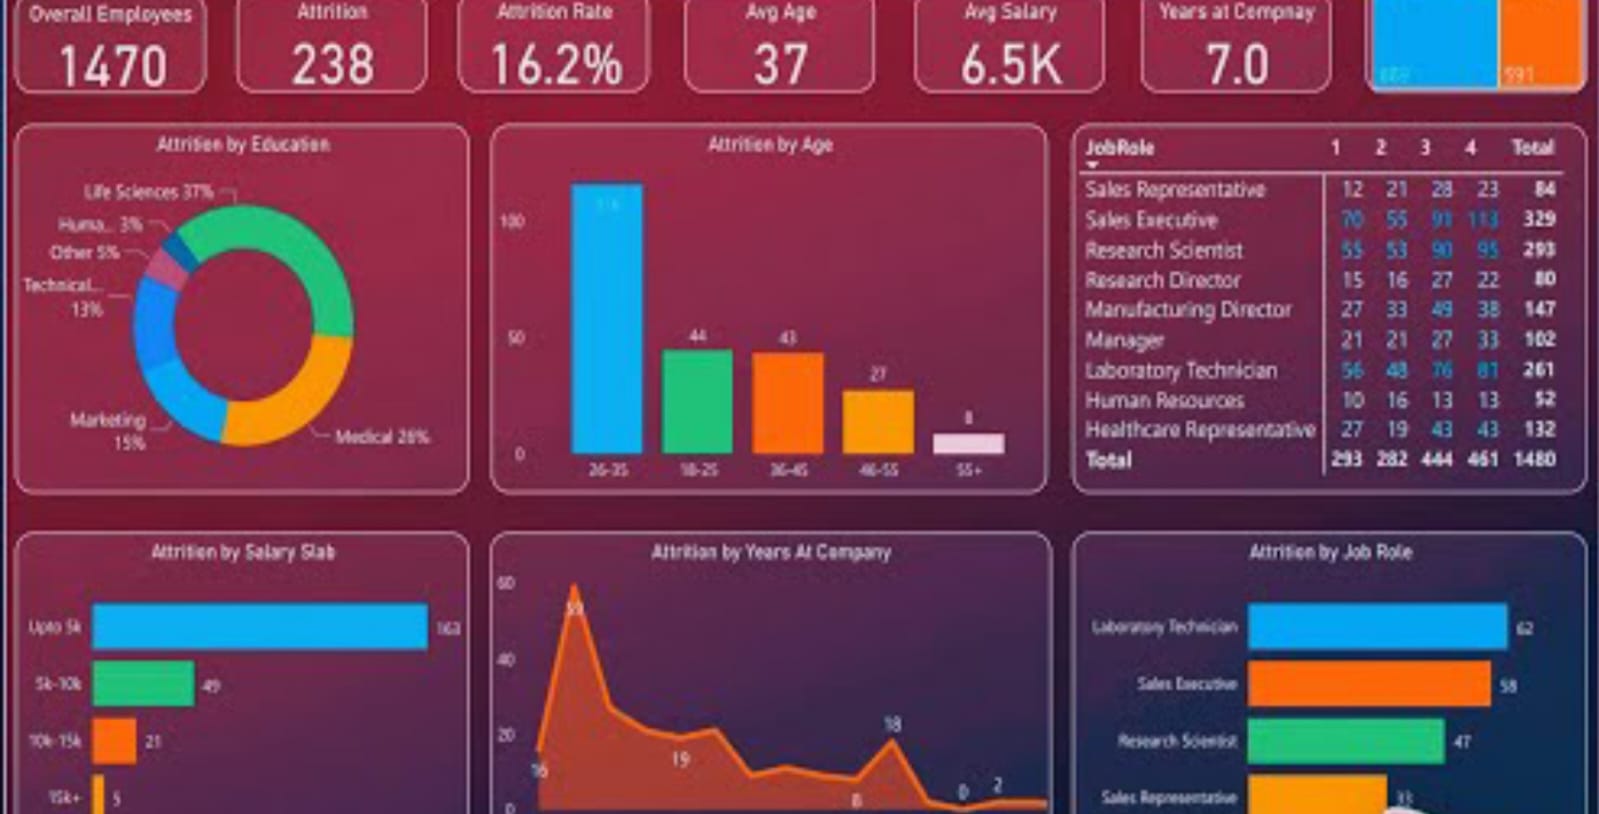 Overall Employees
1470
Attrition
238
Attrition Rate
16.2%
Avg Age
37
Avg Salary
6.5K
Years at Compnay
7.0
591
Attrition by Education
Life Sciences 37%
Huma... 3%
Other 5%
Technical...
13%
Marketing
15%
Medical 26%
Attrition by Age
100
50
0
44
43
27
8
26-35 18-25 36-45 46-55 55+
JobRole 1 2 3 4 Total
Sales Representative 12 21 28 23 84
Sales Executive 70 55 91 113 329
Research Scientist 55 53 90 95 293
Research Director 15 16 27 22 80
Manufacturing Director 27 33 49 38 147
Manager 21 21 27 33 102
Laboratory Technician 56 48 76 81 261
Human Resources 10 16 13 13 52
Healthcare Representative 27 19 43 43 132
Total 293 282 444 461 1480
Attrition by Salary Slab
Upto 5k 163
5k-10k 49
10k-15k 21
15k+ 5
Attrition by Years At Company
60
40
20
0
16
59
19
8
18
0
2
Attrition by Job Role
Laboratory Technician 62
Sales Executive 58
Research Scientist 47
Sales Representative 33